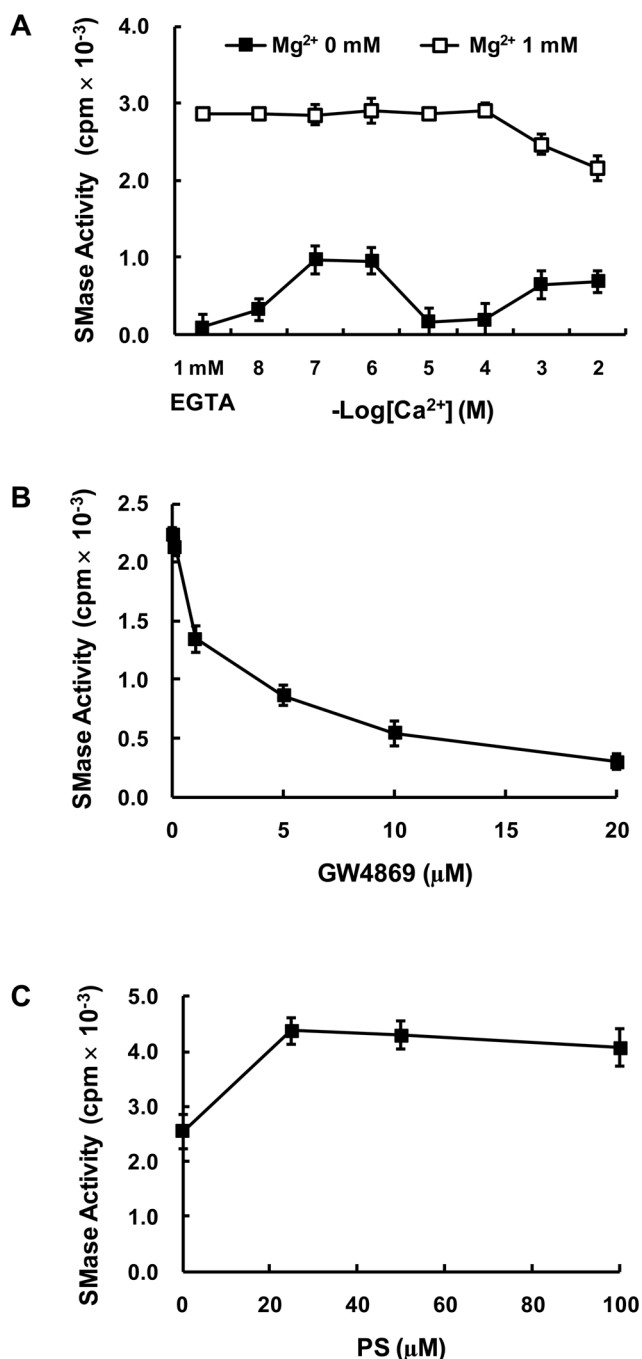 A
Mg²⁺ 0 mM
Mg²⁺ 1 mM
SMase Activity (cpm × 10⁻³)
4.0
3.0
2.0
1.0
0.0
1 mM 8 7 6 5 4 3 2
EGTA -Log[Ca²⁺] (M)
B
SMase Activity (cpm × 10⁻³)
2.5
2.0
1.5
1.0
0.5
0.0
0 5 10 15 20
GW4869 (μM)
C
SMase Activity (cpm × 10⁻³)
5.0
4.0
3.0
2.0
1.0
0.0
0 20 40 60 80 100
PS (μM)